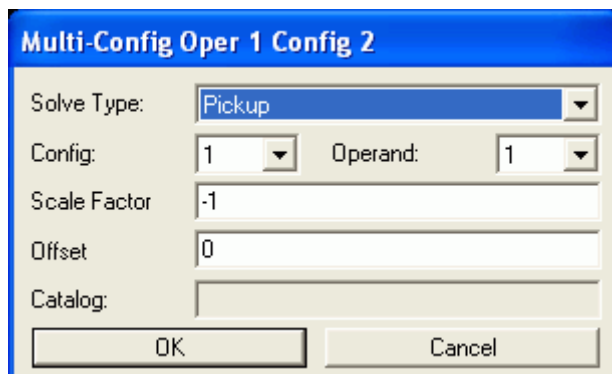 Multi-Config Oper 1 Config 2
Solve Type: Pickup
Config: 1 Operand: 1
Scale Factor -1
Offset 0
Catalog:
OK Cancel